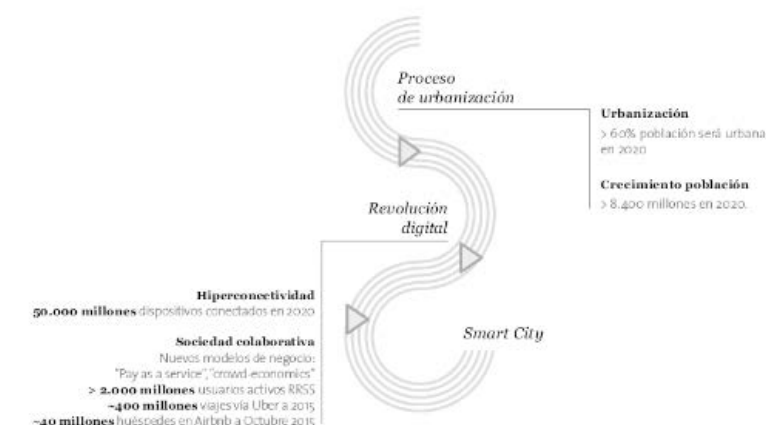 Proceso
de urbanización
Urbanización
> 60% población será urbana
en 2020
Crecimiento población
> 8.400 millones en 2020.
Revolución
digital
Hiperconectividad
50.000 millones dispositivos conectados en 2020
Sociedad colaborativa
Nuevos modelos de negocio:
"Pay as a service", "crowd-economics"
> 2.000 millones usuarios activos RRSS
~400 millones viajes vía Uber a 2015
~40 millones huéspedes en Airbnb a Octubre 2015
Smart City